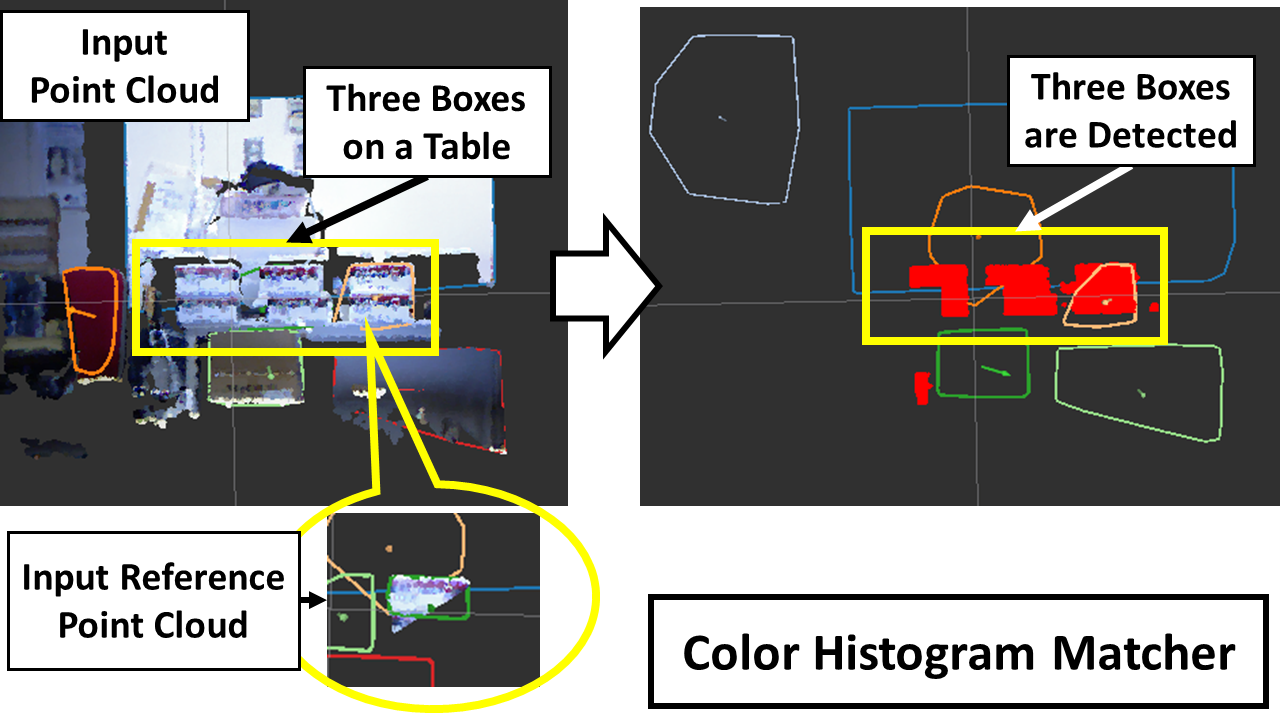 Input
Point Cloud
Three Boxes
on a Table
Three Boxes
are Detected
Input Reference
Point Cloud
Color Histogram Matcher